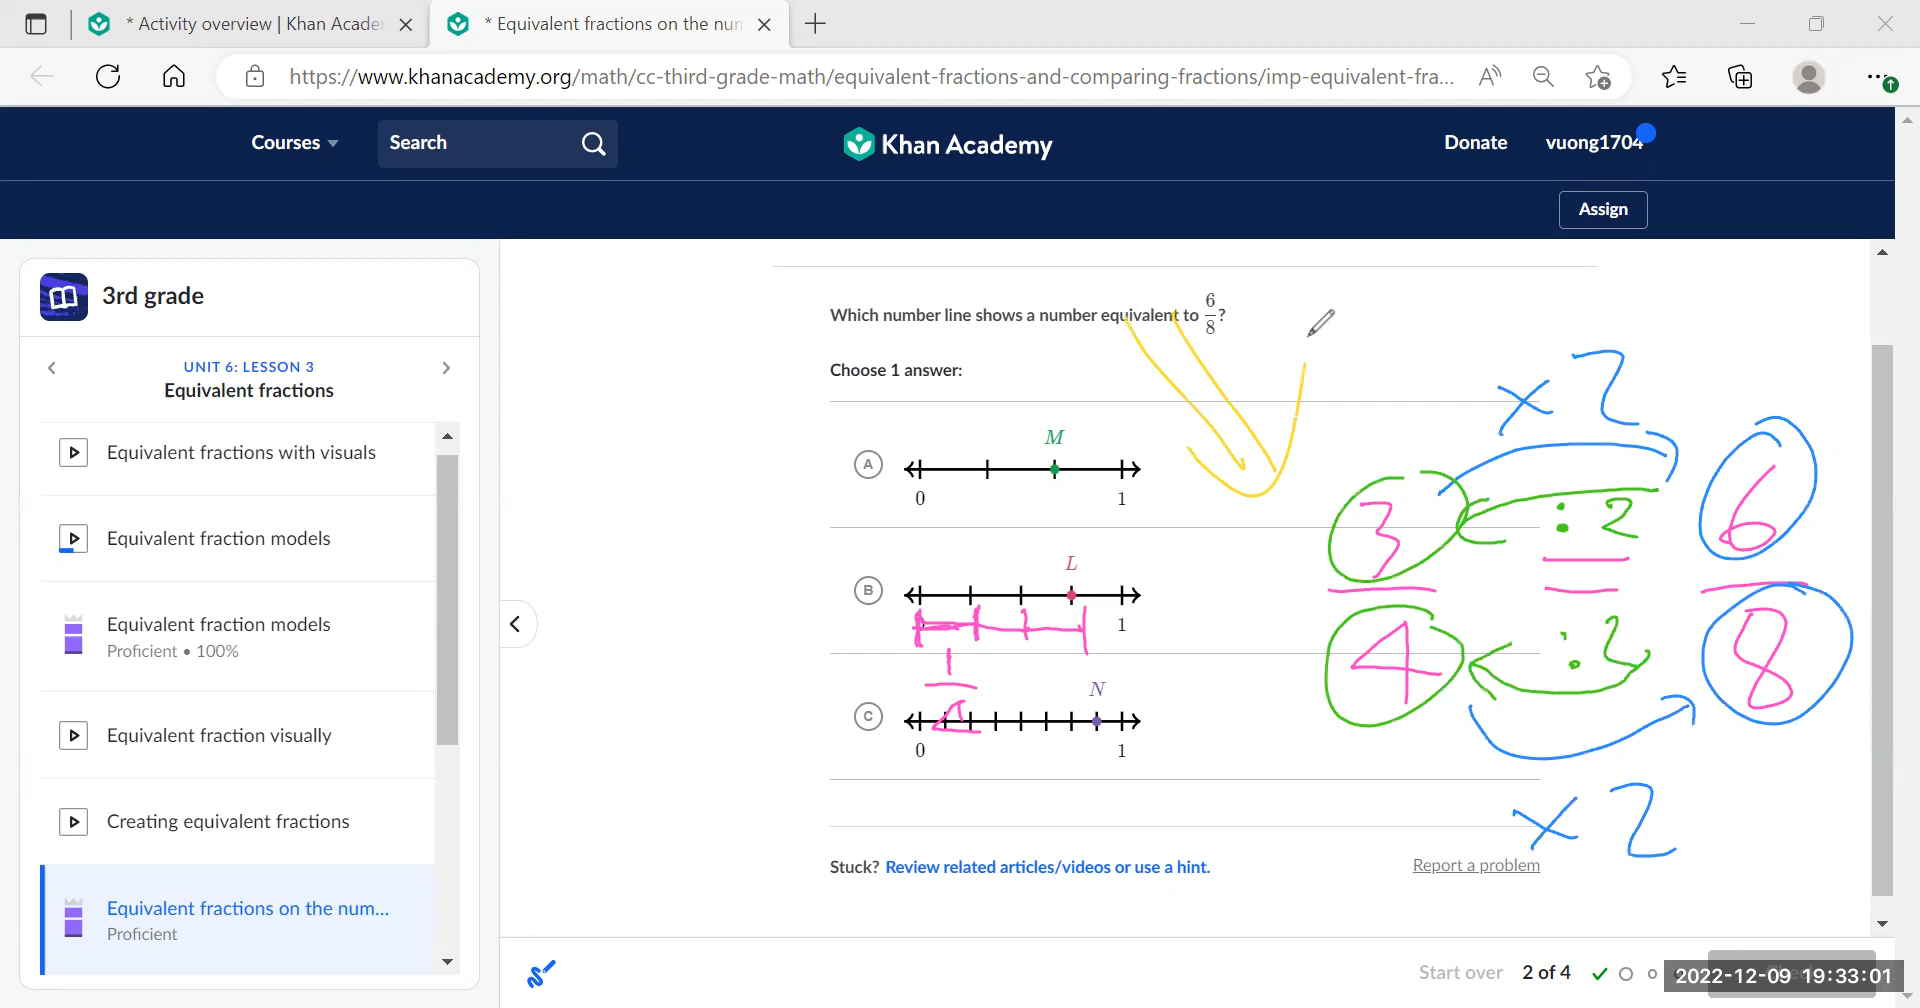 * Activity overview | Khan Acade
* Equivalent fractions on the num
https://www.khanacademy.org/math/cc-third-grade-math/equivalent-fractions-and-comparing-fractions/imp-equivalent-fra...
Courses
Search
Khan Academy
Donate
vuong1704
Assign
3rd grade
UNIT 6: LESSON 3
Equivalent fractions
Equivalent fractions with visuals
Equivalent fraction models
Equivalent fraction models
Proficient • 100%
Equivalent fraction visually
Creating equivalent fractions
Equivalent fractions on the num...
Proficient
Which number line shows a number equivalent to 6/8?
Choose 1 answer:
A
M
0 1
B
L
1
C
N
0 1
1
4
x 2
3 : 2 6
4 : 2 8
x 2
Stuck? Review related articles/videos or use a hint.
Report a problem
Start over 2 of 4
2022-12-09 19:33:01